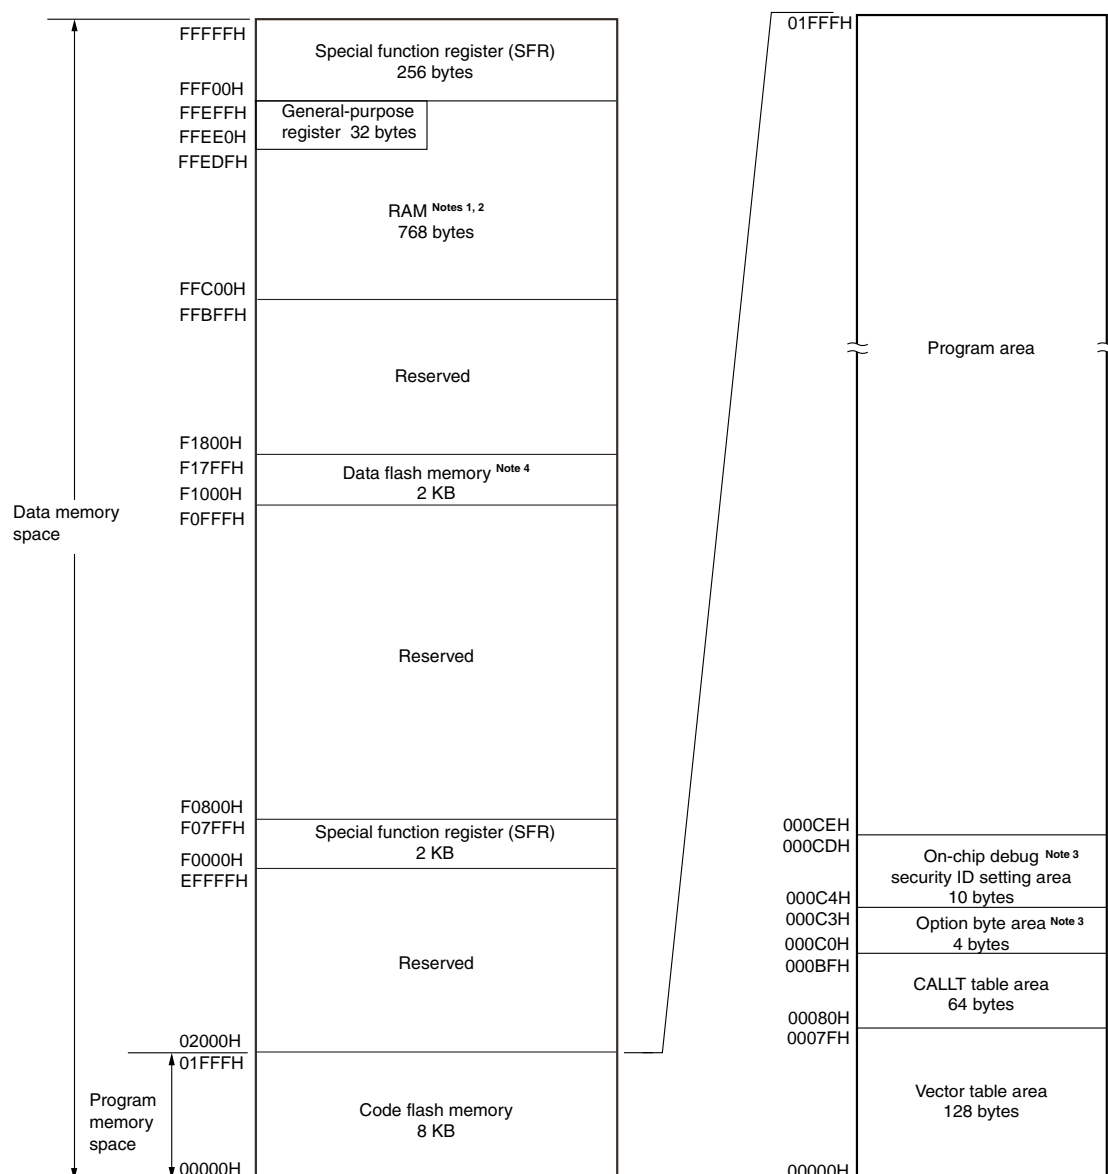 FFFFFH
Special function register (SFR)
256 bytes
FFF00H
FFEFFH
General-purpose
register 32 bytes
FFEE0H
FFEDFH
RAM Notes 1, 2
768 bytes
FFC00H
FFBFFH
Reserved
F1800H
F17FFH
Data flash memory Note 4
2 KB
F1000H
F0FFFH
Data memory
space
Reserved
F0800H
F07FFH
Special function register (SFR)
2 KB
F0000H
EFFFFH
Reserved
02000H
01FFFH
Program
memory
space
Code flash memory
8 KB
00000H
01FFFH
Program area
000CEH
000CDH
On-chip debug Note 3
security ID setting area
10 bytes
000C4H
000C3H
Option byte area Note 3
4 bytes
000C0H
000BFH
CALLT table area
64 bytes
00080H
0007FH
Vector table area
128 bytes
00000H